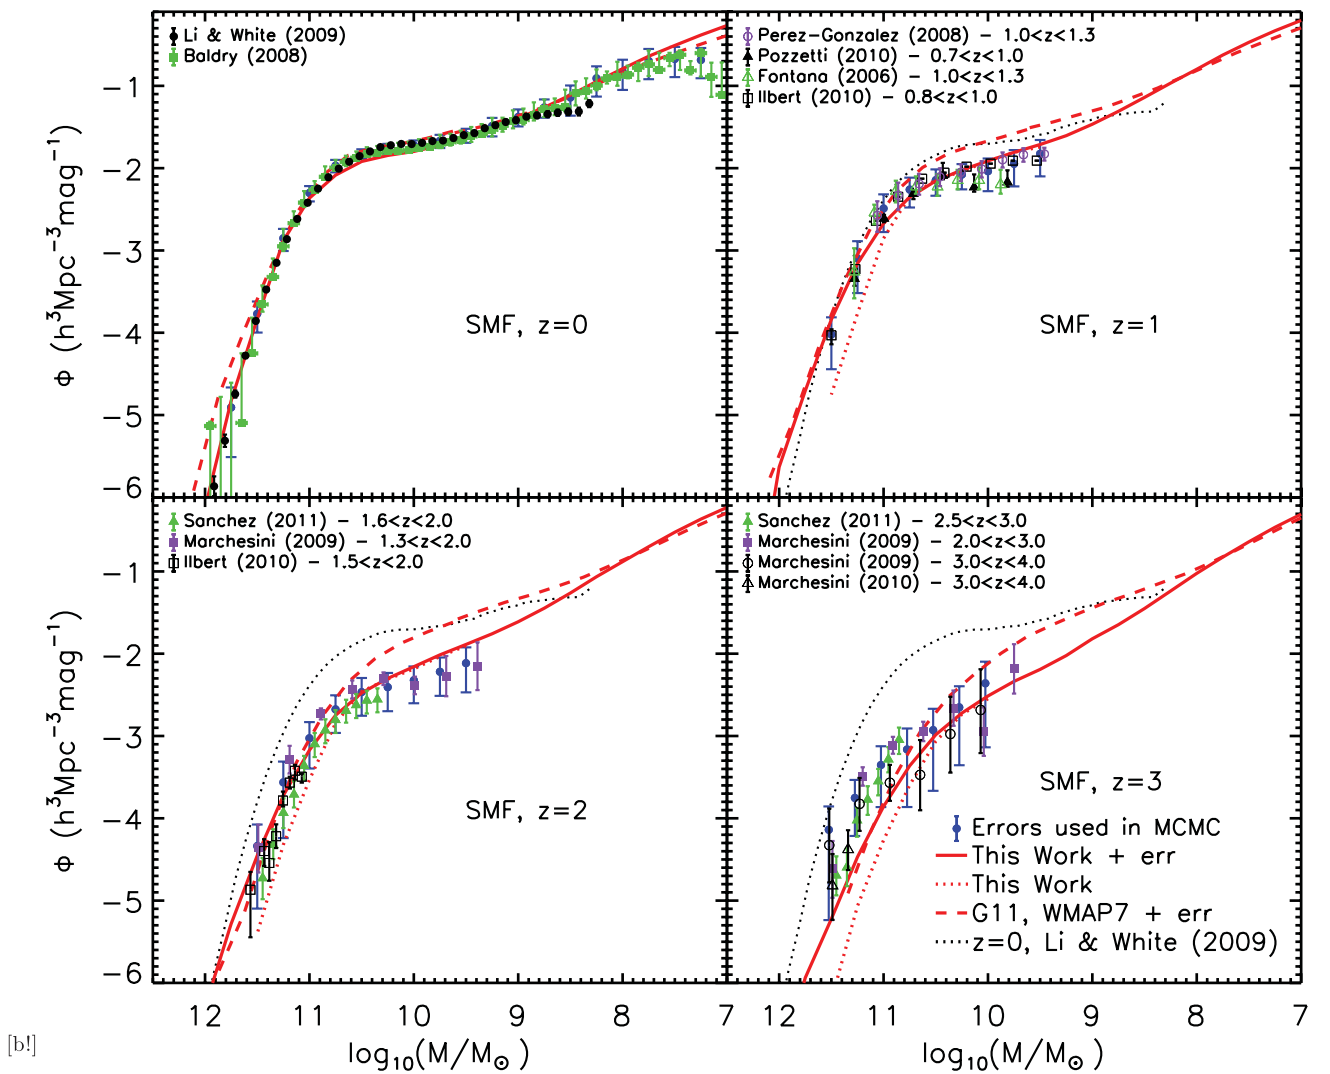 Li & White (2009)
Baldry (2008)
SMF, z=0
Φ (h³Mpc⁻³mag⁻¹)
−1
−2
−3
−4
−5
−6
Perez-Gonzalez (2008) − 1.0<z<1.3
Pozzetti (2010) − 0.7<z<1.0
Fontana (2006) − 1.0<z<1.3
Ilbert (2010) − 0.8<z<1.0
SMF, z=1
Sanchez (2011) − 1.6<z<2.0
Marchesini (2009) − 1.3<z<2.0
Ilbert (2010) − 1.5<z<2.0
SMF, z=2
Φ (h³Mpc⁻³mag⁻¹)
−1
−2
−3
−4
−5
−6
12 11 10 9 8 7
log₁₀(M/M☉)
Sanchez (2011) − 2.5<z<3.0
Marchesini (2009) − 2.0<z<3.0
Marchesini (2009) − 3.0<z<4.0
Marchesini (2010) − 3.0<z<4.0
SMF, z=3
Errors used in MCMC
This Work + err
This Work
G11, WMAP7 + err
z=0, Li & White (2009)
12 11 10 9 8 7
log₁₀(M/M☉)
[b!]